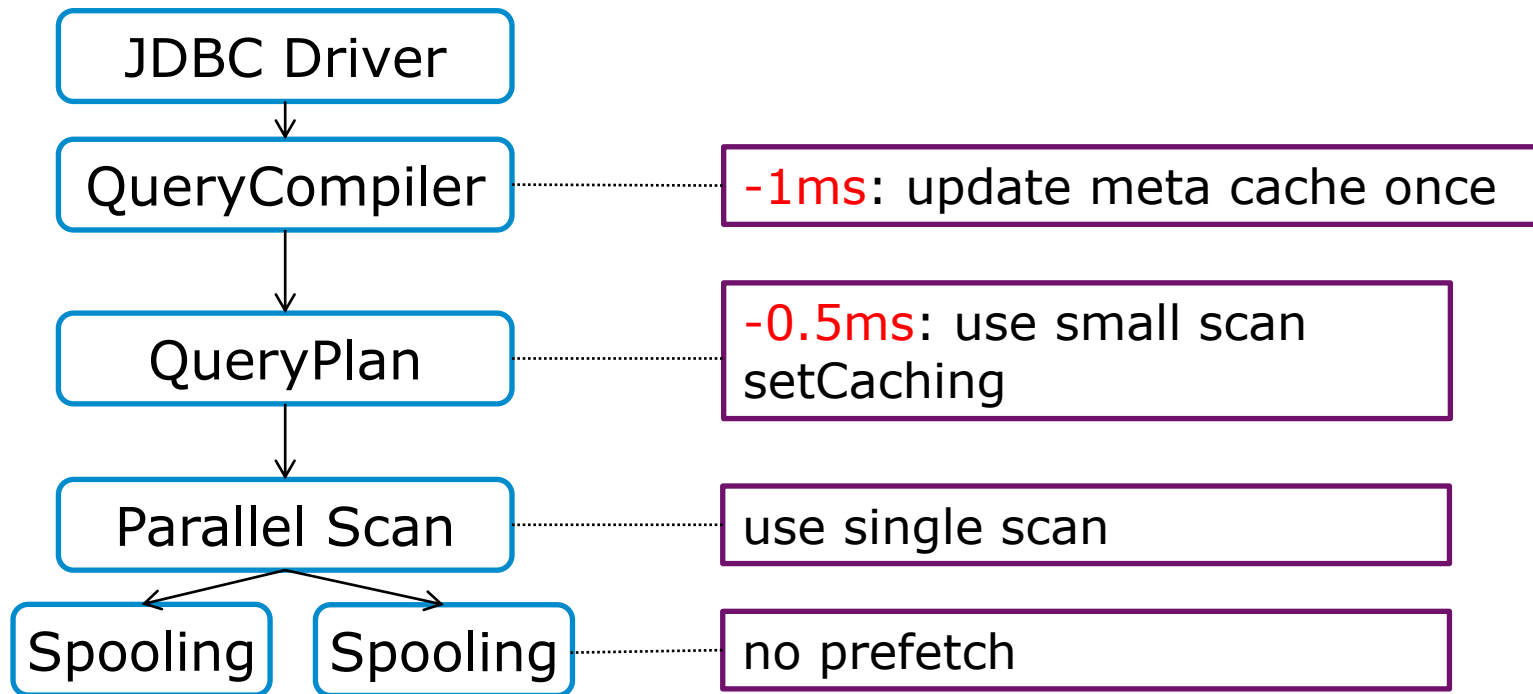 JDBC Driver
QueryCompiler
-1ms: update meta cache once
QueryPlan
-0.5ms: use small scan
setCaching
Parallel Scan
use single scan
Spooling
Spooling
no prefetch